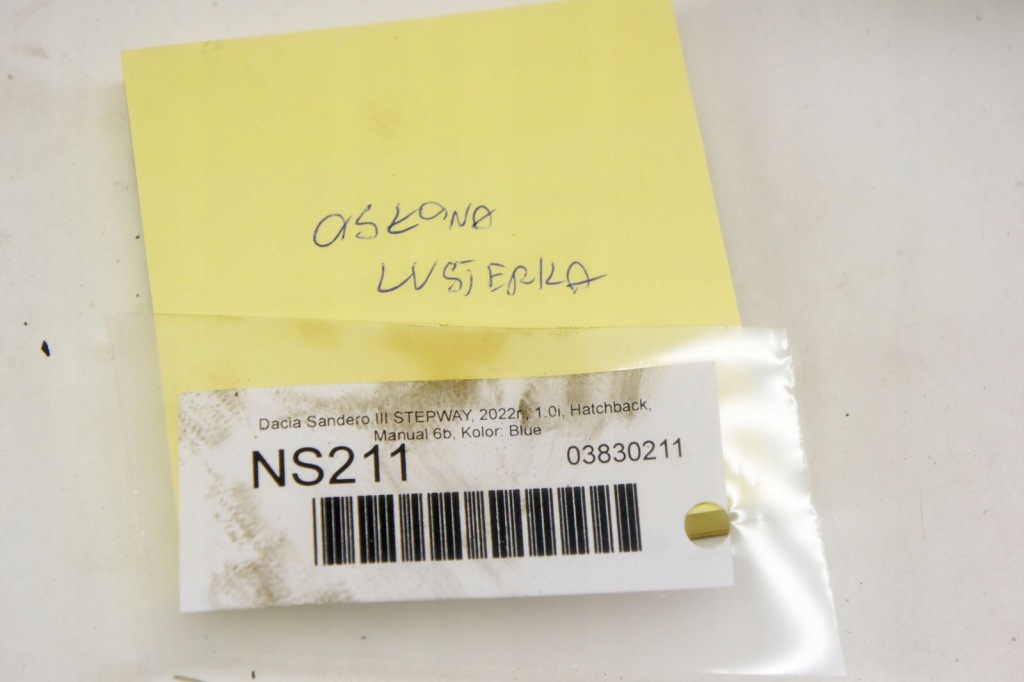 OSŁONA
LUSTERKA
Dacia Sandero III STEPWAY, 2022r, 1.0i, Hatchback,
Manual 6b, Kolor: Blue
NS211
03830211